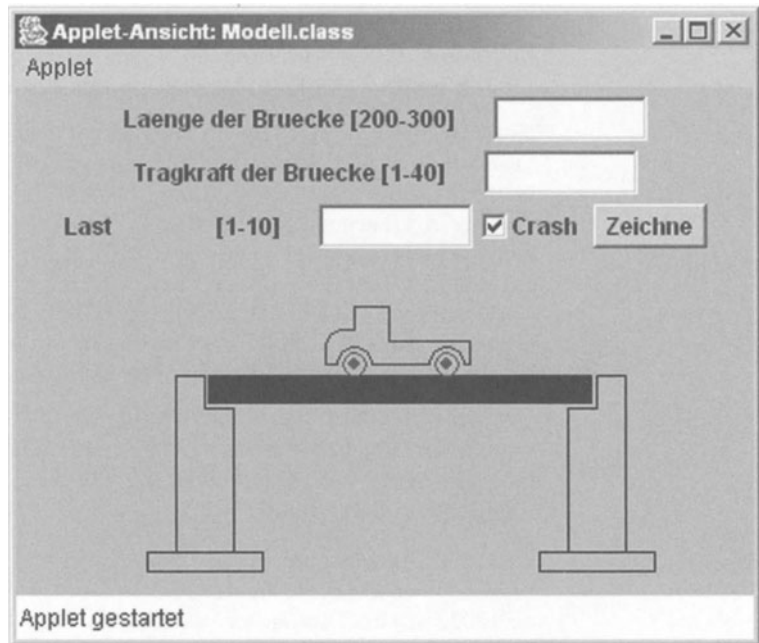 Applet-Ansicht: Modell.class
Applet
Laenge der Bruecke [200-300]
Tragkraft der Bruecke [1-40]
Last [1-10] Crash Zeichne
Applet gestartet